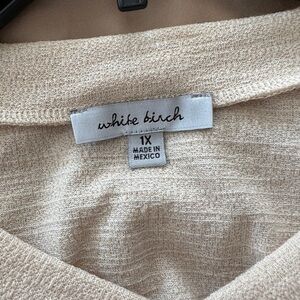 white birch
1X
MADE IN
MEXICO